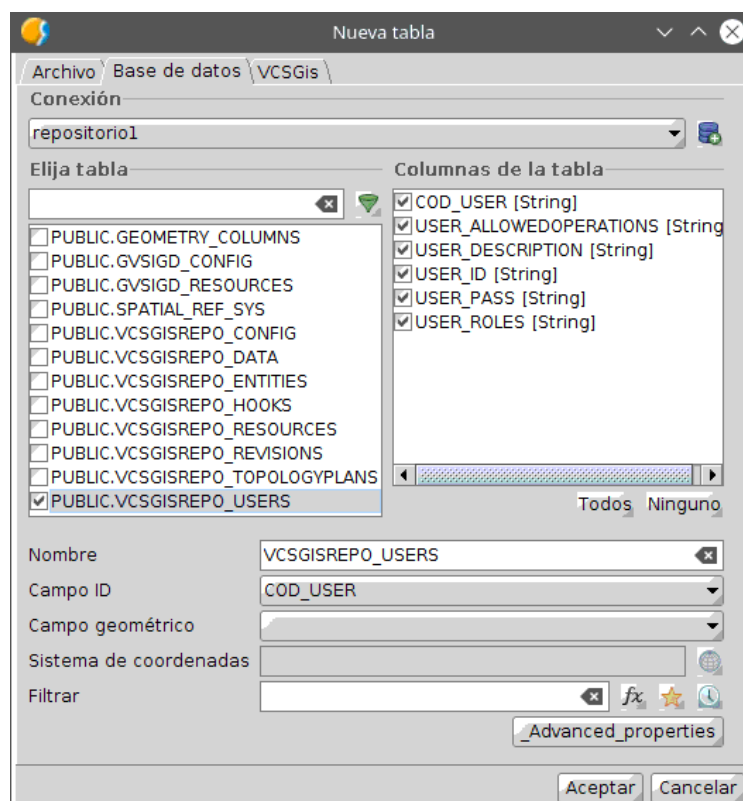 Nueva tabla
Archivo Base de datos VCSGis
Conexión
repositorio1
Elija tabla
PUBLIC.GEOMETRY_COLUMNS
PUBLIC.GVSIGD_CONFIG
PUBLIC.GVSIGD_RESOURCES
PUBLIC.SPATIAL_REF_SYS
PUBLIC.VCSGISREPO_CONFIG
PUBLIC.VCSGISREPO_DATA
PUBLIC.VCSGISREPO_ENTITIES
PUBLIC.VCSGISREPO_HOOKS
PUBLIC.VCSGISREPO_RESOURCES
PUBLIC.VCSGISREPO_REVISIONS
PUBLIC.VCSGISREPO_TOPOLOGYPLANS
PUBLIC.VCSGISREPO_USERS
Columnas de la tabla
COD_USER [String]
USER_ALLOWEDOPERATIONS [String
USER_DESCRIPTION [String]
USER_ID [String]
USER_PASS [String]
USER_ROLES [String]
Todos Ninguno
Nombre VCSGISREPO_USERS
Campo ID COD_USER
Campo geométrico
Sistema de coordenadas
Filtrar fx
_Advanced_properties
Aceptar Cancelar